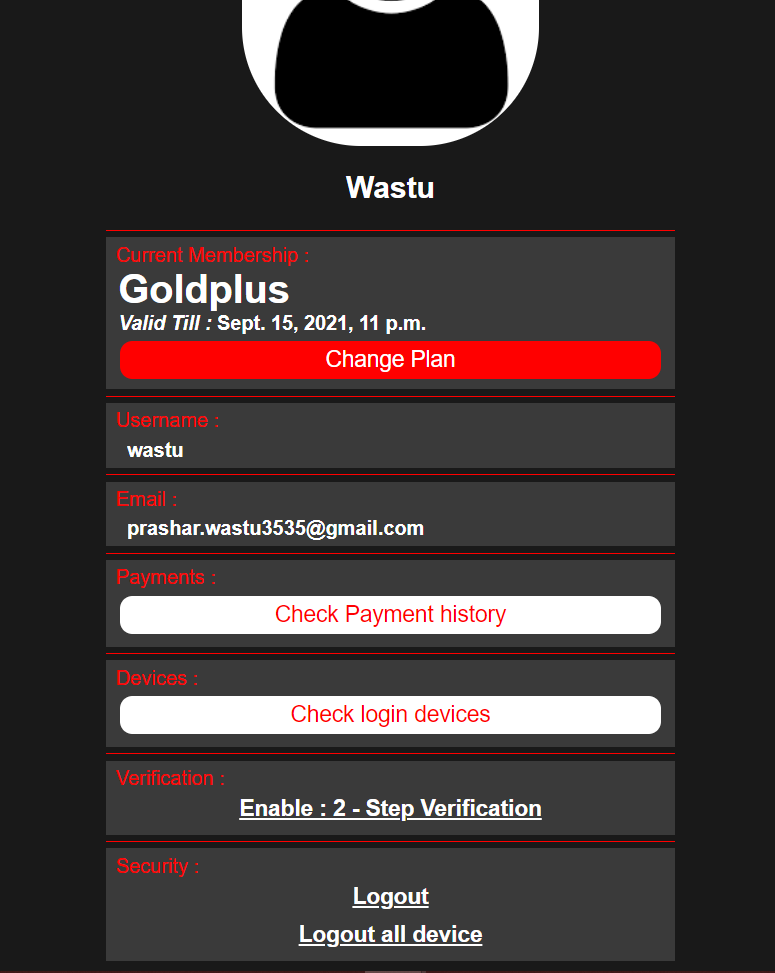 Wastu
Current Membership :
Goldplus
Valid Till : Sept. 15, 2021, 11 p.m.
Change Plan
Username :
wastu
Email :
prashar.wastu3535@gmail.com
Payments :
Check Payment history
Devices :
Check login devices
Verification :
Enable : 2 - Step Verification
Security :
Logout
Logout all device